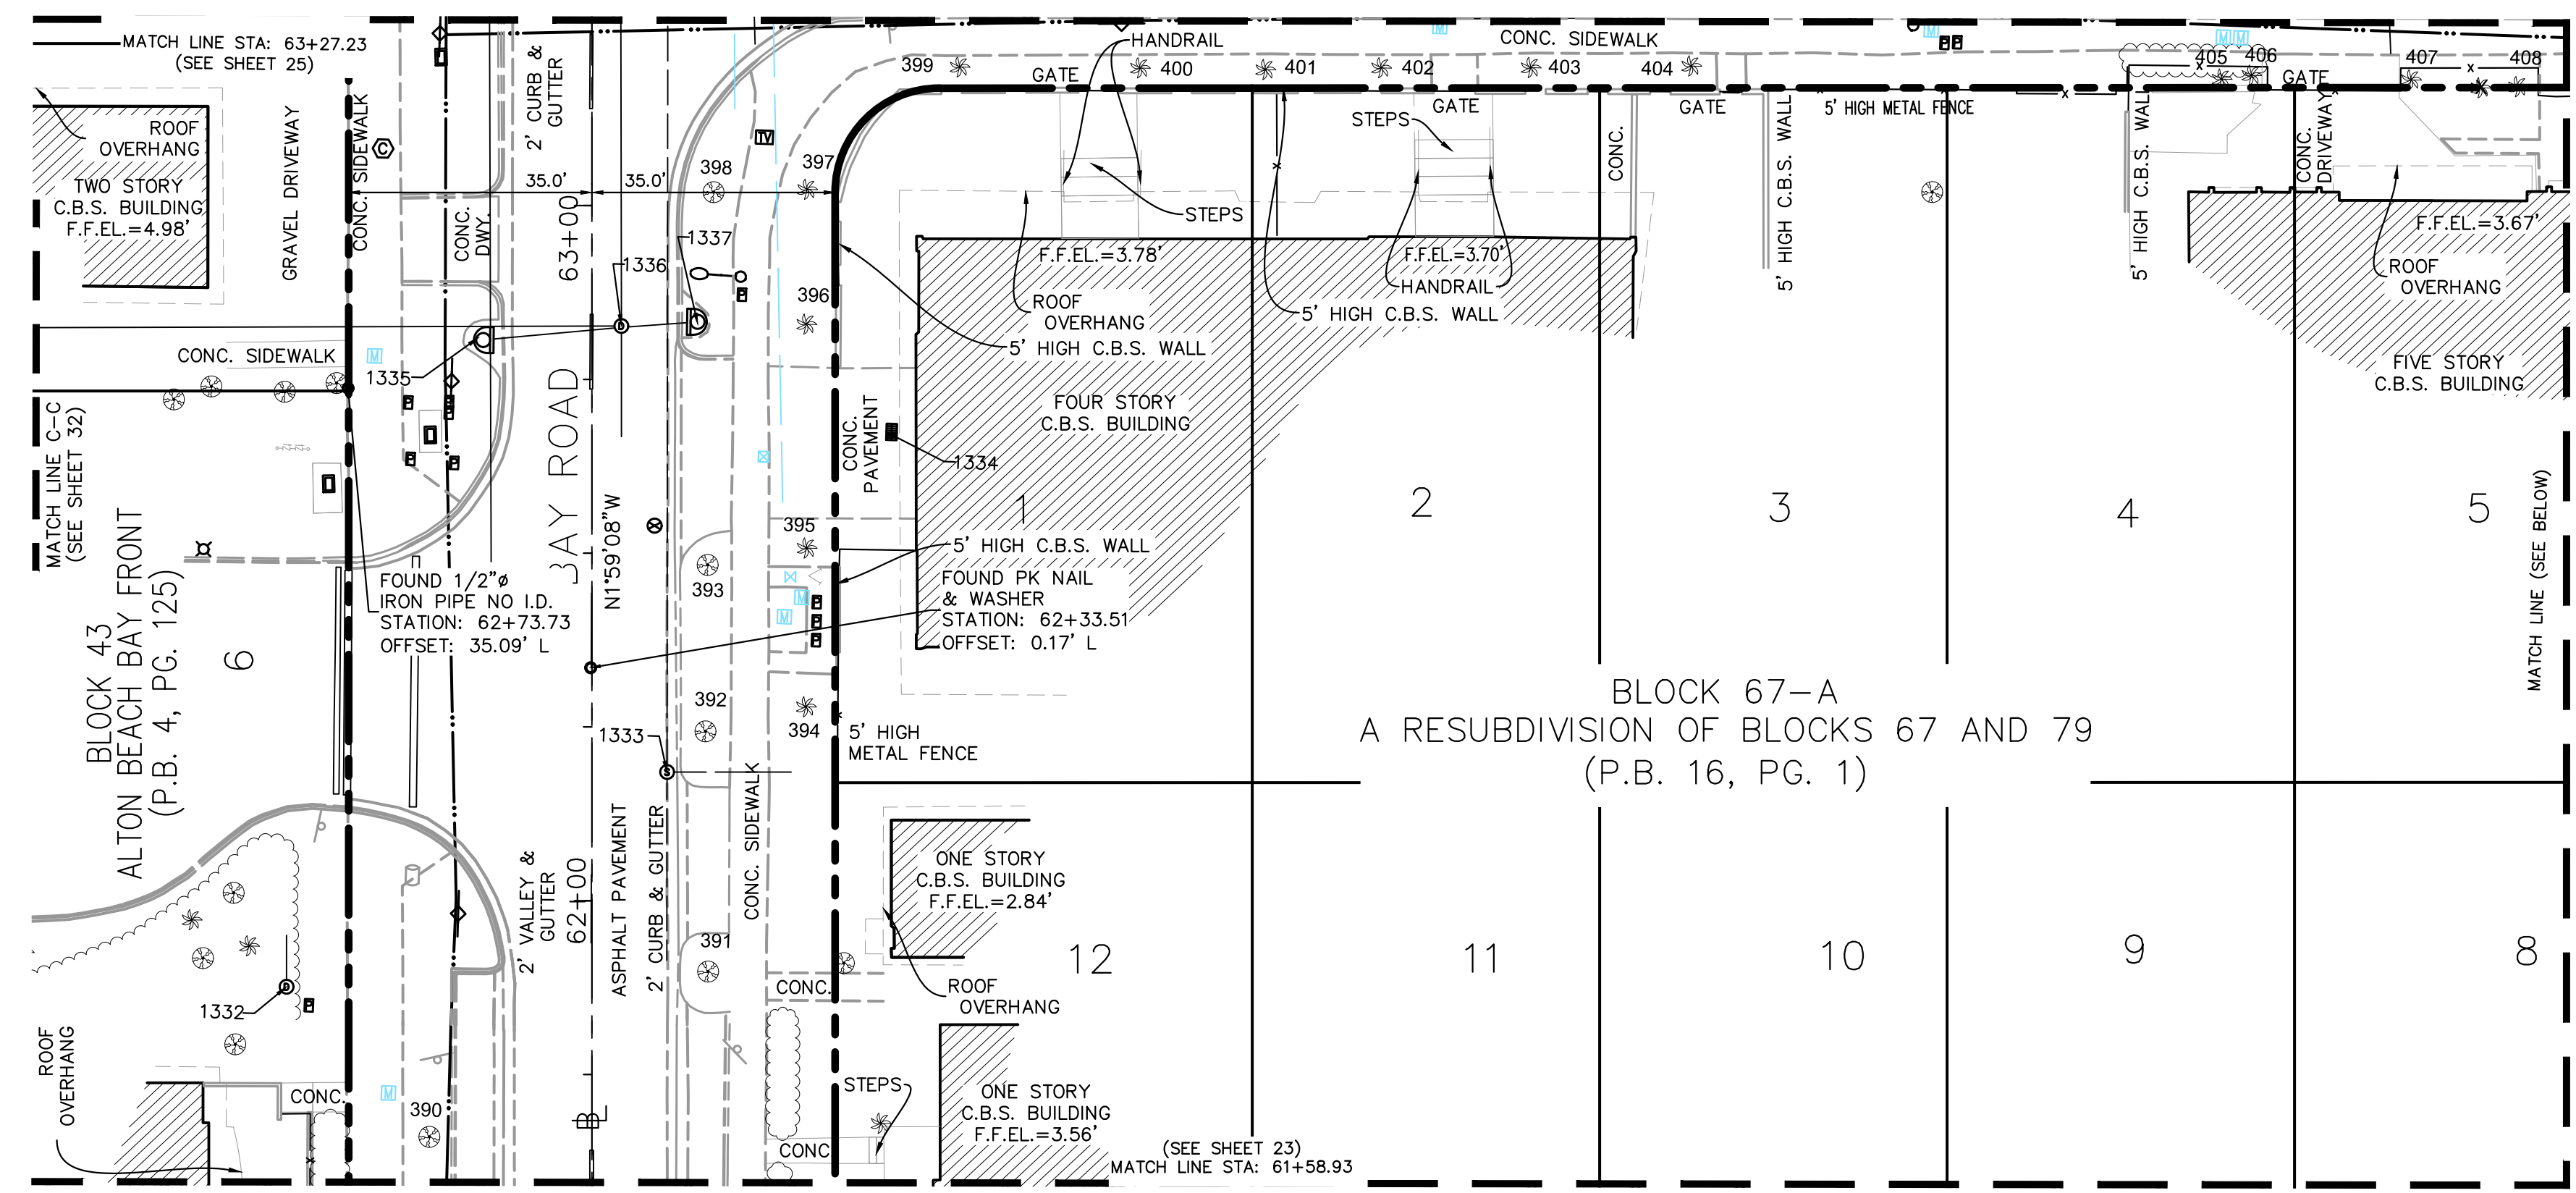 MATCH LINE STA: 63+27.23
(SEE SHEET 25)
ROOF
OVERHANG
TWO STORY
C.B.S. BUILDING
F.F.EL.=4.98'
GRAVEL DRIVEWAY
CONC. SIDEWALK
C
CONC.
DWY.
2' CURB &
GUTTER
35.0'
35.0'
63+00
398
TV
397
399
GATE
HANDRAIL
400
401
402
CONC. SIDEWALK
403
404
GATE
GATE
STEPS
STEPS
CONC.
5' HIGH C.B.S. WALL
5' HIGH METAL FENCE
5' HIGH C.B.S. WALL
405
406
GATE
407
408
CONC.
DRIVEWAY
F.F.EL.=3.67'
ROOF
OVERHANG
FIVE STORY
C.B.S. BUILDING
1337
1336
F.F.EL.=3.78'
F.F.EL.=3.70'
HANDRAIL
ROOF
OVERHANG
5' HIGH C.B.S. WALL
396
5' HIGH C.B.S. WALL
CONC. SIDEWALK
M
1335
D
P
MATCH LINE C-C
(SEE SHEET 32)
BAY ROAD
N1°59'08"W
FOUR STORY
C.B.S. BUILDING
CONC.
PAVEMENT
1334
1
2
3
4
5
MATCH LINE (SEE BELOW)
395
5' HIGH C.B.S. WALL
393
FOUND 1/2"ø
IRON PIPE NO I.D.
STATION: 62+73.73
OFFSET: 35.09' L
FOUND PK NAIL
& WASHER
STATION: 62+33.51
OFFSET: 0.17' L
BLOCK 43
ALTON BEACH BAY FRONT
(P.B. 4, PG. 125)
6
M
M
P
P
P
392
394
1333
S
5' HIGH
METAL FENCE
BLOCK 67-A
A RESUBDIVISION OF BLOCKS 67 AND 79
(P.B. 16, PG. 1)
2' VALLEY &
GUTTER
62+00
ASPHALT PAVEMENT
2' CURB & GUTTER
CONC. SIDEWALK
391
ONE STORY
C.B.S. BUILDING
F.F.EL.=2.84'
12
11
10
9
8
CONC.
ROOF
OVERHANG
1332
D
P
ROOF
OVERHANG
CONC.
M
390
BL
STEPS
CONC
ONE STORY
C.B.S. BUILDING
F.F.EL.=3.56'
(SEE SHEET 23)
MATCH LINE STA: 61+58.93